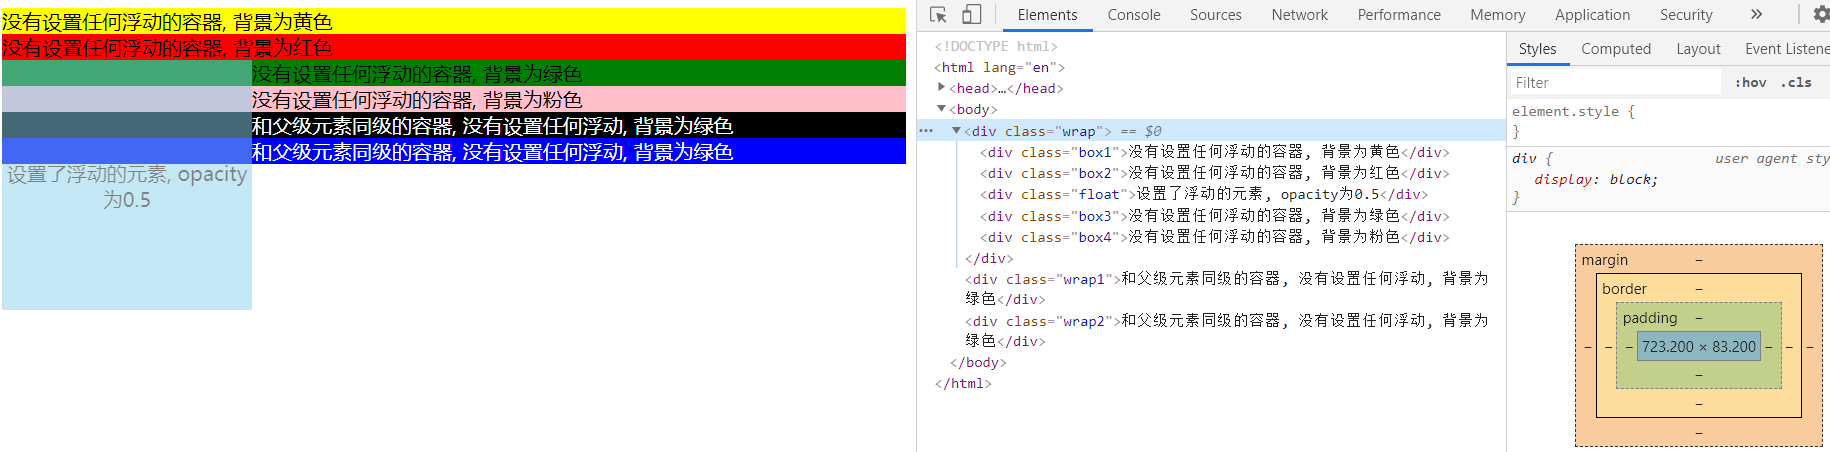 没有设置任何浮动的容器, 背景为黄色
没有设置任何浮动的容器, 背景为红色
没有设置任何浮动的容器, 背景为绿色
没有设置任何浮动的容器, 背景为粉色
和父级元素同级的容器, 没有设置任何浮动, 背景为绿色
和父级元素同级的容器, 没有设置任何浮动, 背景为绿色
设置了浮动的元素, opacity
为0.5
Elements Console Sources Network Performance Memory Application Security
<!DOCTYPE html>
<html lang="en">
<head>…</head>
<body>
<div class="wrap"> == $0
<div class="box1">没有设置任何浮动的容器, 背景为黄色</div>
<div class="box2">没有设置任何浮动的容器, 背景为红色</div>
<div class="float">设置了浮动的元素, opacity为0.5</div>
<div class="box3">没有设置任何浮动的容器, 背景为绿色</div>
<div class="box4">没有设置任何浮动的容器, 背景为粉色</div>
</div>
<div class="wrap1">和父级元素同级的容器, 没有设置任何浮动, 背景为
绿色</div>
<div class="wrap2">和父级元素同级的容器, 没有设置任何浮动, 背景为
绿色</div>
</body>
</html>
Styles Computed Layout Event Listene
Filter :hov .cls
element.style {
}
div { user agent sty
display: block;
}
margin –
border –
padding –
– – – 723.200 × 83.200 – – –
–
–
–